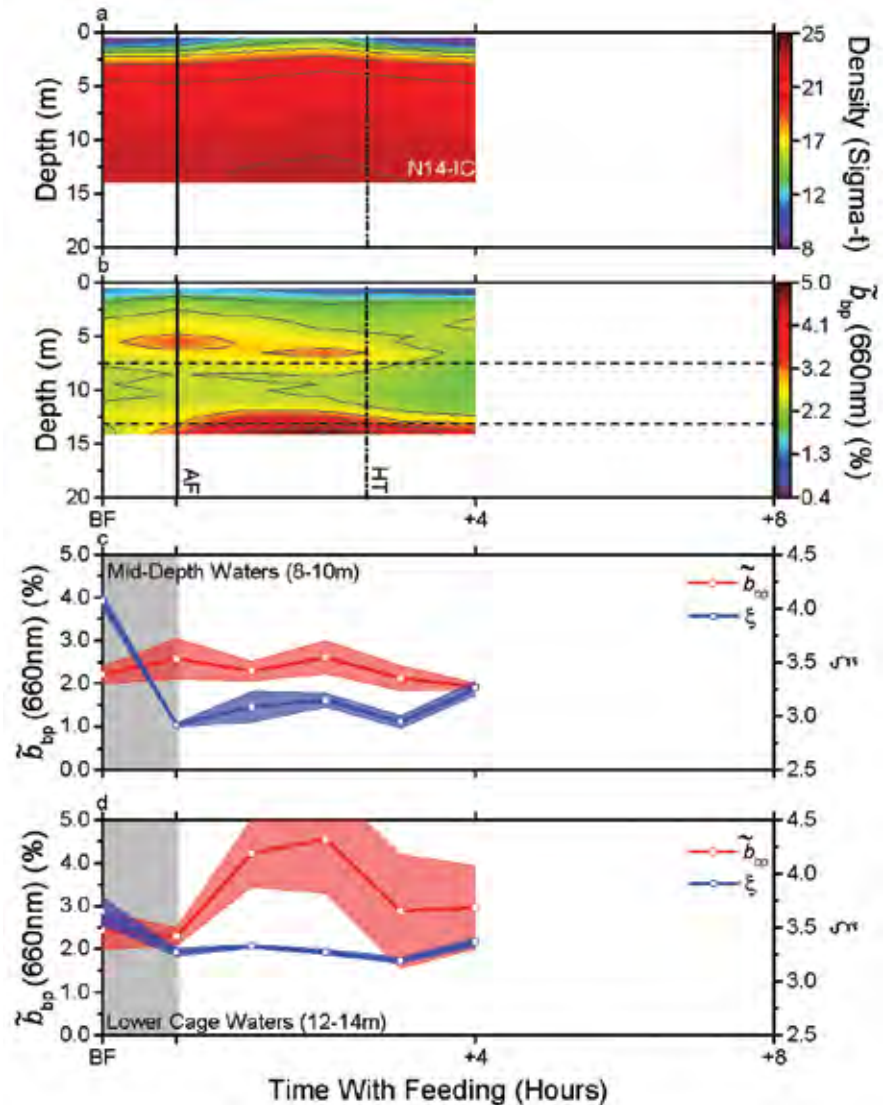 a
0
5
10
15
20
Depth (m)
N14-IC
25
21
17
12
8
Density (Sigma-t)
b
0
5
10
15
20
Depth (m)
AF
HT
BF
+4
+8
5.0
4.1
3.2
2.2
1.3
0.4
b̃bp (660nm) (%)
c
Mid-Depth Waters (8-10m)
5.0
4.0
3.0
2.0
1.0
0.0
b̃bp (660nm) (%)
b̃bp
ξ
4.5
4.0
3.5
3.0
2.5
ξ
d
5.0
4.0
3.0
2.0
1.0
0.0
b̃bp (660nm) (%)
b̃bp
ξ
4.5
4.0
3.5
3.0
2.5
ξ
Lower Cage Waters (12-14m)
BF
+4
+8
Time With Feeding (Hours)